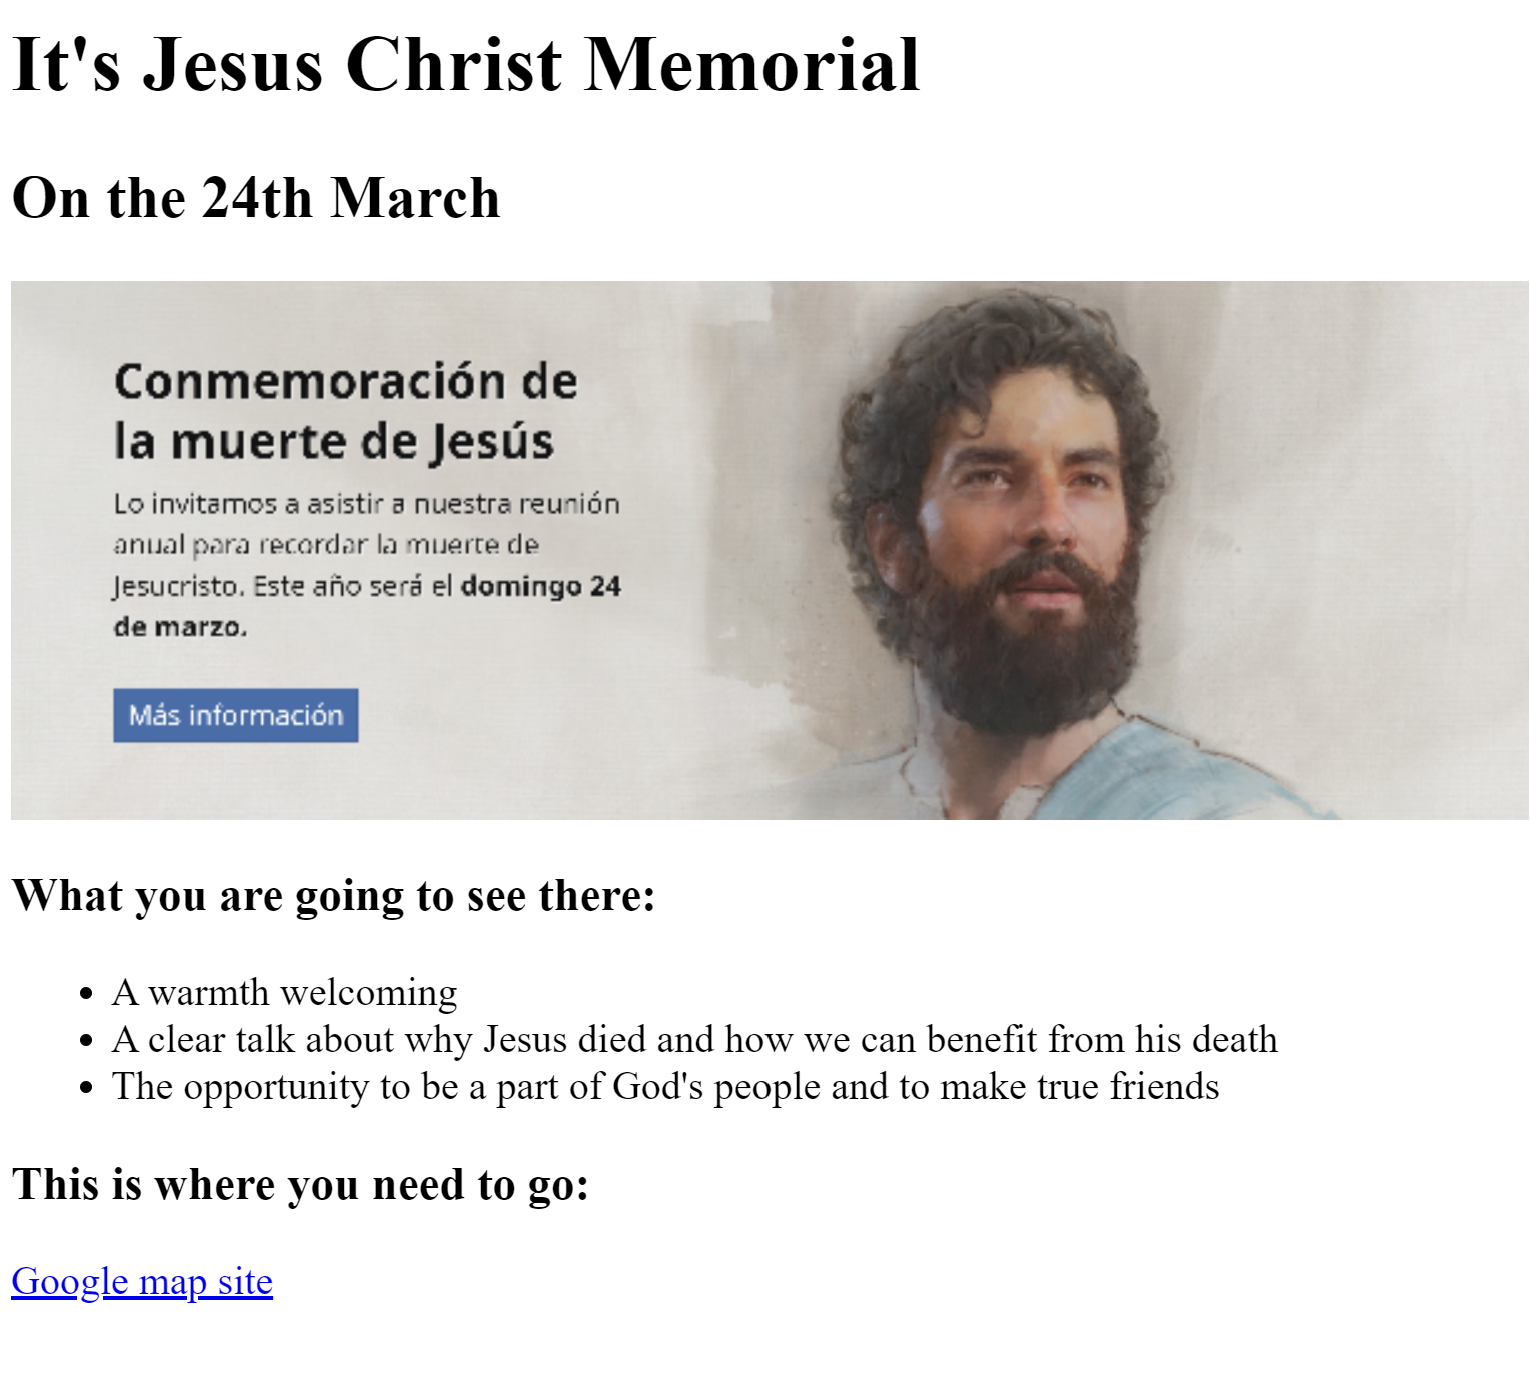 It's Jesus Christ Memorial
On the 24th March
Conmemoración de
la muerte de Jesús
Lo invitamos a asistir a nuestra reunión
anual para recordar la muerte de
Jesucristo. Este año será el domingo 24
de marzo.
Más información
What you are going to see there:
• A warmth welcoming
• A clear talk about why Jesus died and how we can benefit from his death
• The opportunity to be a part of God's people and to make true friends
This is where you need to go:
Google map site